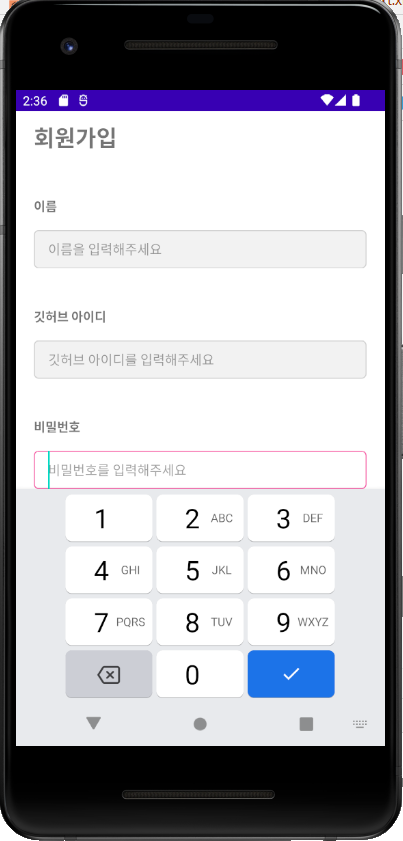 2:36
회원가입
이름
이름을 입력해주세요
깃허브 아이디
깃허브 아이디를 입력해주세요
비밀번호
비밀번호를 입력해주세요
1
2 ABC
3 DEF
4 GHI
5 JKL
6 MNO
7 PQRS
8 TUV
9 WXYZ
0